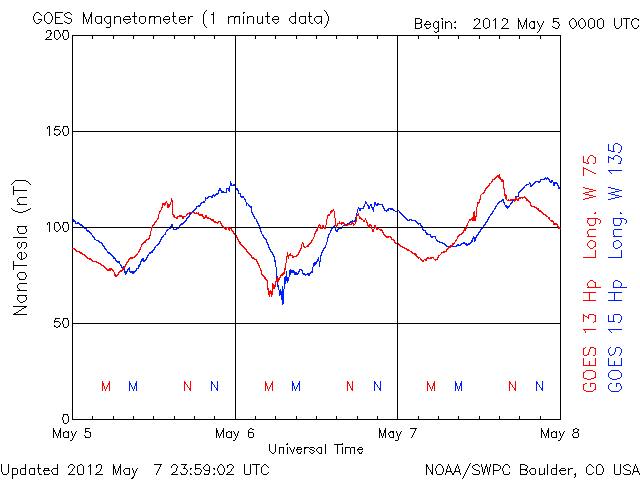 GOES Magnetometer (1 minute data)
Begin: 2012 May 5 0000 UTC
200
150
100
50
0
NanoTesla (nT)
M M N N M M N N M M N N
May 5 May 6 May 7 May 8
Universal Time
GOES 13 Hp Long. W 75
GOES 15 Hp Long. W 135
Updated 2012 May 7 23:59:02 UTC
NOAA/SWPC Boulder, CO USA